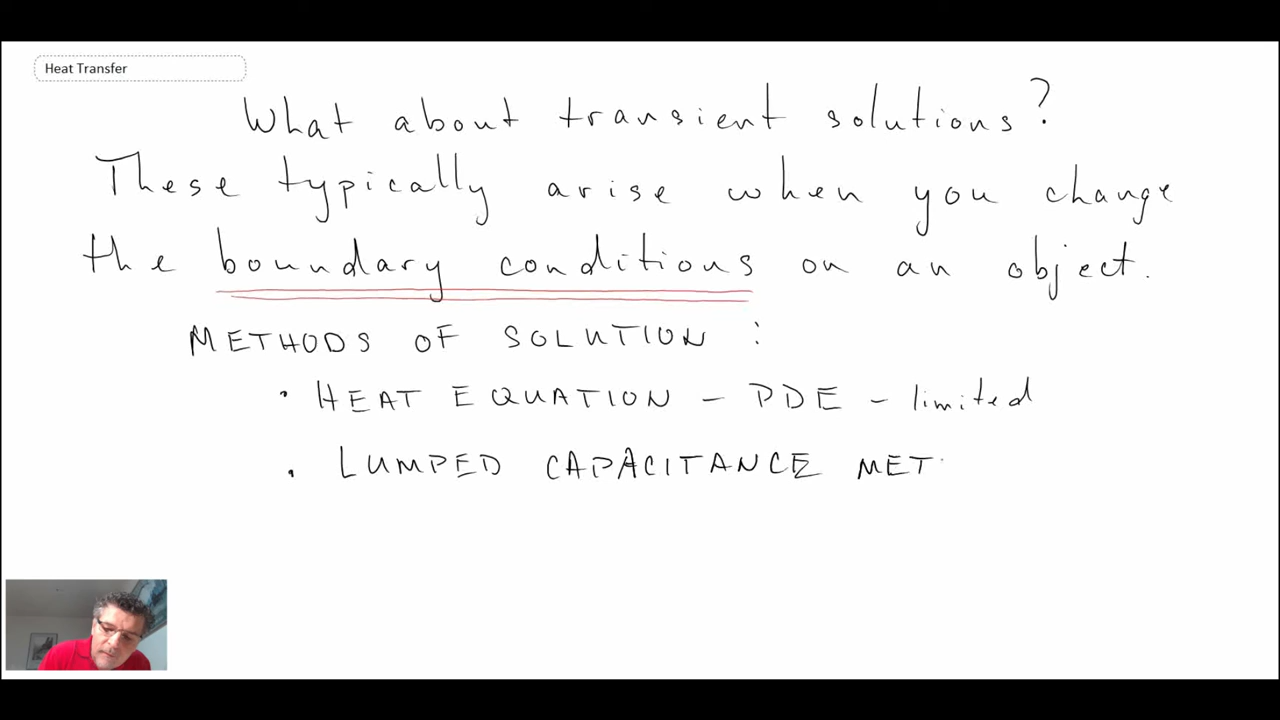 Heat Transfer
What about transient solutions?
These typically arise when you change
the boundary conditions on an object.
METHODS OF SOLUTION :
· HEAT EQUATION - PDE - limited
· LUMPED CAPACITANCE MET